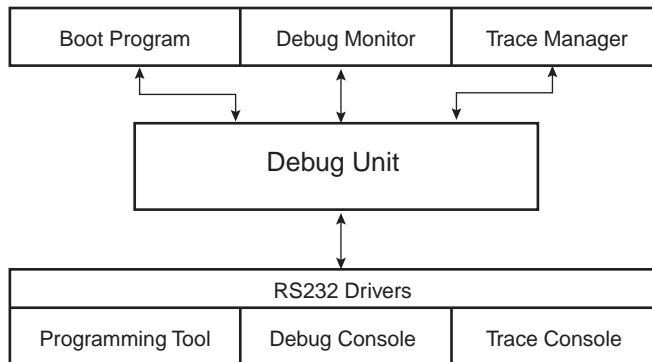 Boot Program
Debug Monitor
Trace Manager
Debug Unit
RS232 Drivers
Programming Tool
Debug Console
Trace Console